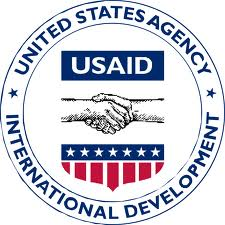 UNITED STATES AGENCY
USAID
INTERNATIONAL DEVELOPMENT